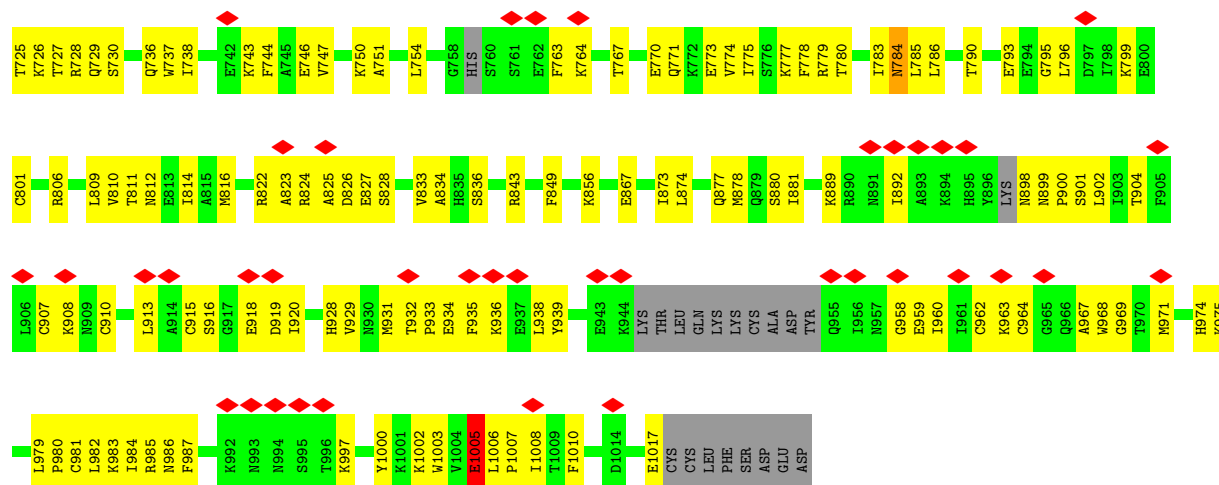 T725 K726 T727 R728 Q729 S730 Q736 W737 I738 E742 K743 F744 A745 E746 V747 K750 A751 L754 G758 HIS S760 S761 E762 F763 K764 T767 E770 Q771 K772 E773 V774 I775 S776 K777 F778 R779 T780 I783 N784 L785 L786 T790 E793 E794 G795 L796 D797 I798 K799 E800
C801 R806 L809 V810 T811 N812 E813 I814 A815 M816 R822 A823 R824 A825 D826 E827 S828 V833 A834 H835 S836 R843 F849 K856 E867 I873 L874 Q877 M878 Q879 S880 I881 K889 R890 N891 I892 A893 K894 H895 Y896 LYS N898 N899 P900 S901 L902 I903 T904 F905
L906 C907 K908 N909 C910 L913 A914 C915 S916 G917 E918 D919 I920 H928 V929 N930 M931 T932 P933 E934 F935 K936 E937 L938 Y939 E943 K944 LYS THR LEU GLN LYS LYS CYS ALA ASP TYR Q955 I956 N957 G958 E959 I960 I961 C962 K963 C964 G965 Q966 A967 W968 G969 T970 M971 H974 K975
L979 P980 C981 L982 K983 I984 R985 N986 F987 K992 N993 N994 S995 T996 K997 Y1000 K1001 K1002 W1003 V1004 E1005 L1006 P1007 I1008 T1009 F1010 D1014 E1017 CYS CYS LEU PHE SER ASP GLU ASP